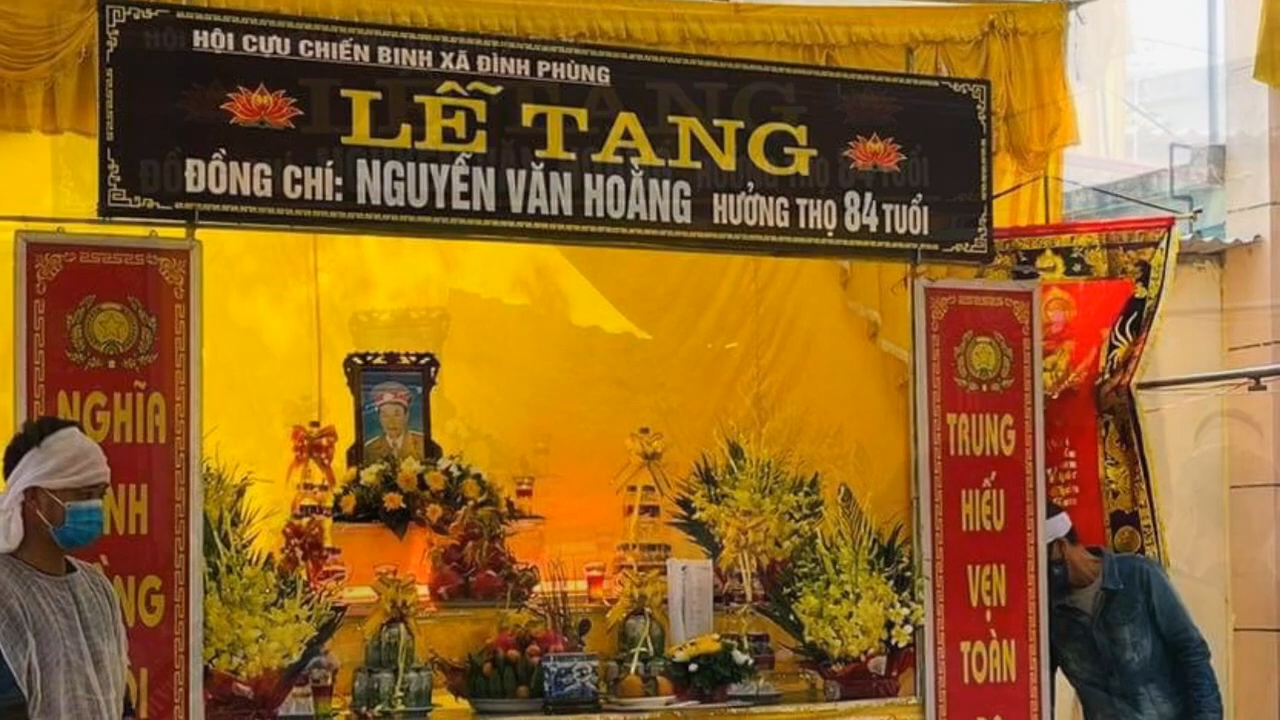 HỘI CỰU CHIẾN BINH XÃ ĐÌNH PHÙNG
LỄ TANG
ĐỒNG CHÍ: NGUYỄN VĂN HOẰNG HƯỞNG THỌ 84 TUỔI
NGHĨA
TRUNG
HIẾU
VẸN
TOÀN